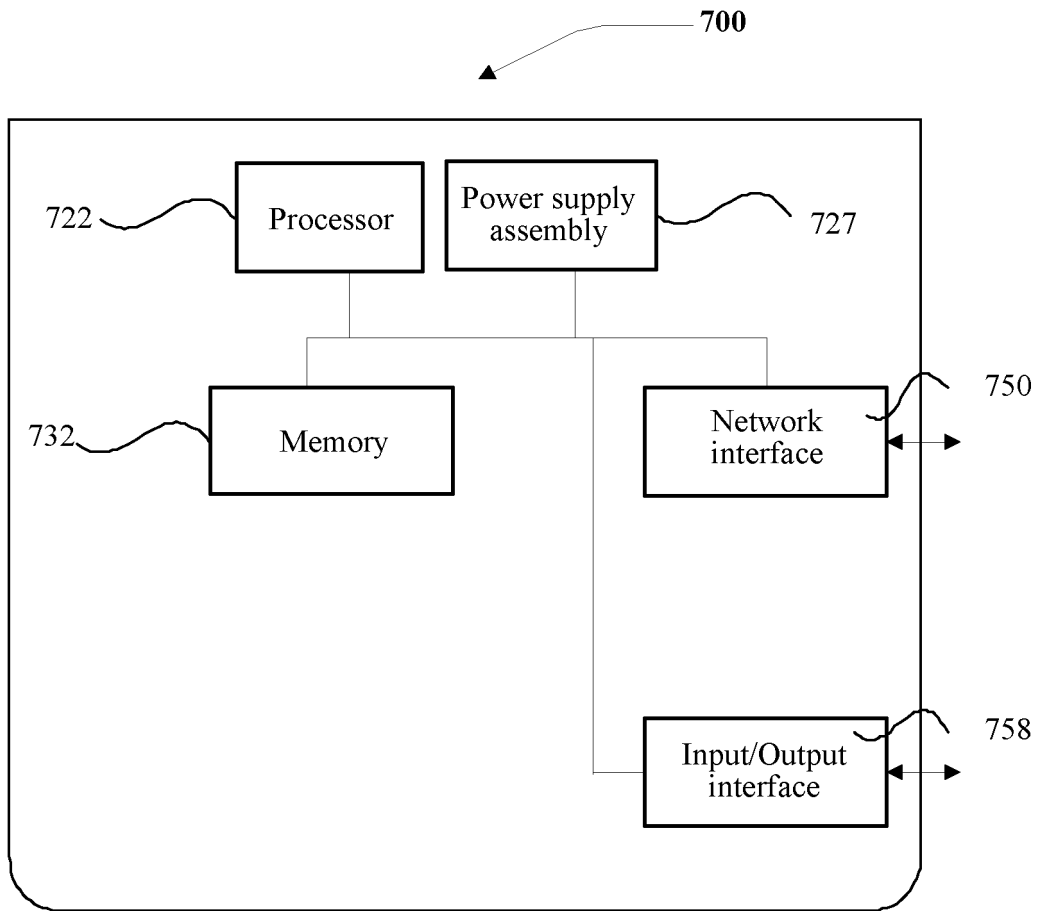 700
722
Processor
Power supply
assembly
727
732
Memory
Network
interface
750
Input/Output
interface
758